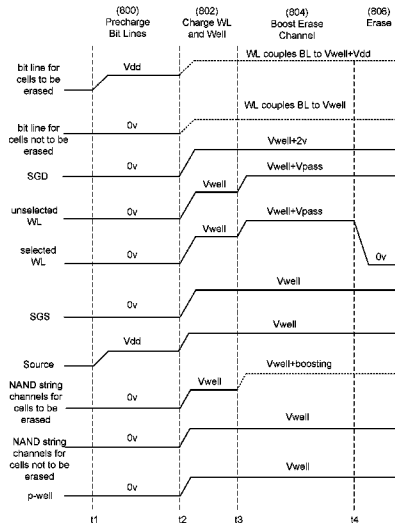 (800)
Precharge
Bit Lines
(802)
Charge WL
and Well
(804)
Boost Erase
Channel
(806)
Erase
bit line for
cells to be
erased
Vdd
WL couples BL to Vwell+Vdd
bit line for
cells not to be
erased
0v
WL couples BL to Vwell
SGD
0v
Vwell+2v
unselected
WL
0v
Vwell
Vwell+Vpass
selected
WL
0v
Vwell
Vwell+Vpass
0v
SGS
0v
Vwell
Source
Vdd
Vwell
NAND string
channels for
cells to be
erased
0v
Vwell
Vwell+boosting
NAND string
channels for
cells not to be
erased
0v
Vwell
p-well
0v
Vwell
t1
t2
t3
t4